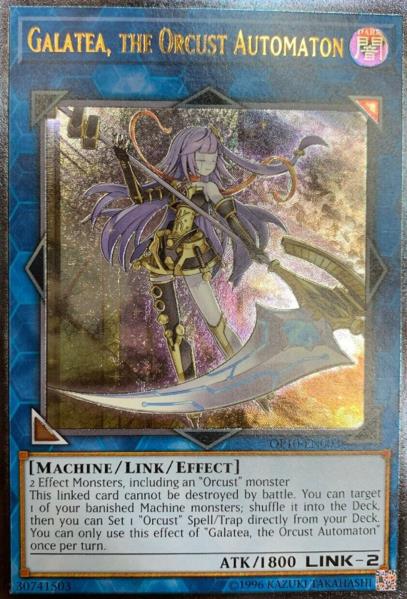 GALATEA, THE ORCUST AUTOMATON
DARK
闇
OP10-EN003
[MACHINE/LINK/EFFECT]
2 Effect Monsters, including an "Orcust" monster
This linked card cannot be destroyed by battle. You can target
1 of your banished Machine monsters; shuffle it into the Deck,
then you can Set 1 "Orcust" Spell/Trap directly from your Deck.
You can only use this effect of "Galatea, the Orcust Automaton"
once per turn.
ATK/1800 LINK-2
30741503
©1996 KAZUKI TAKAHASHI